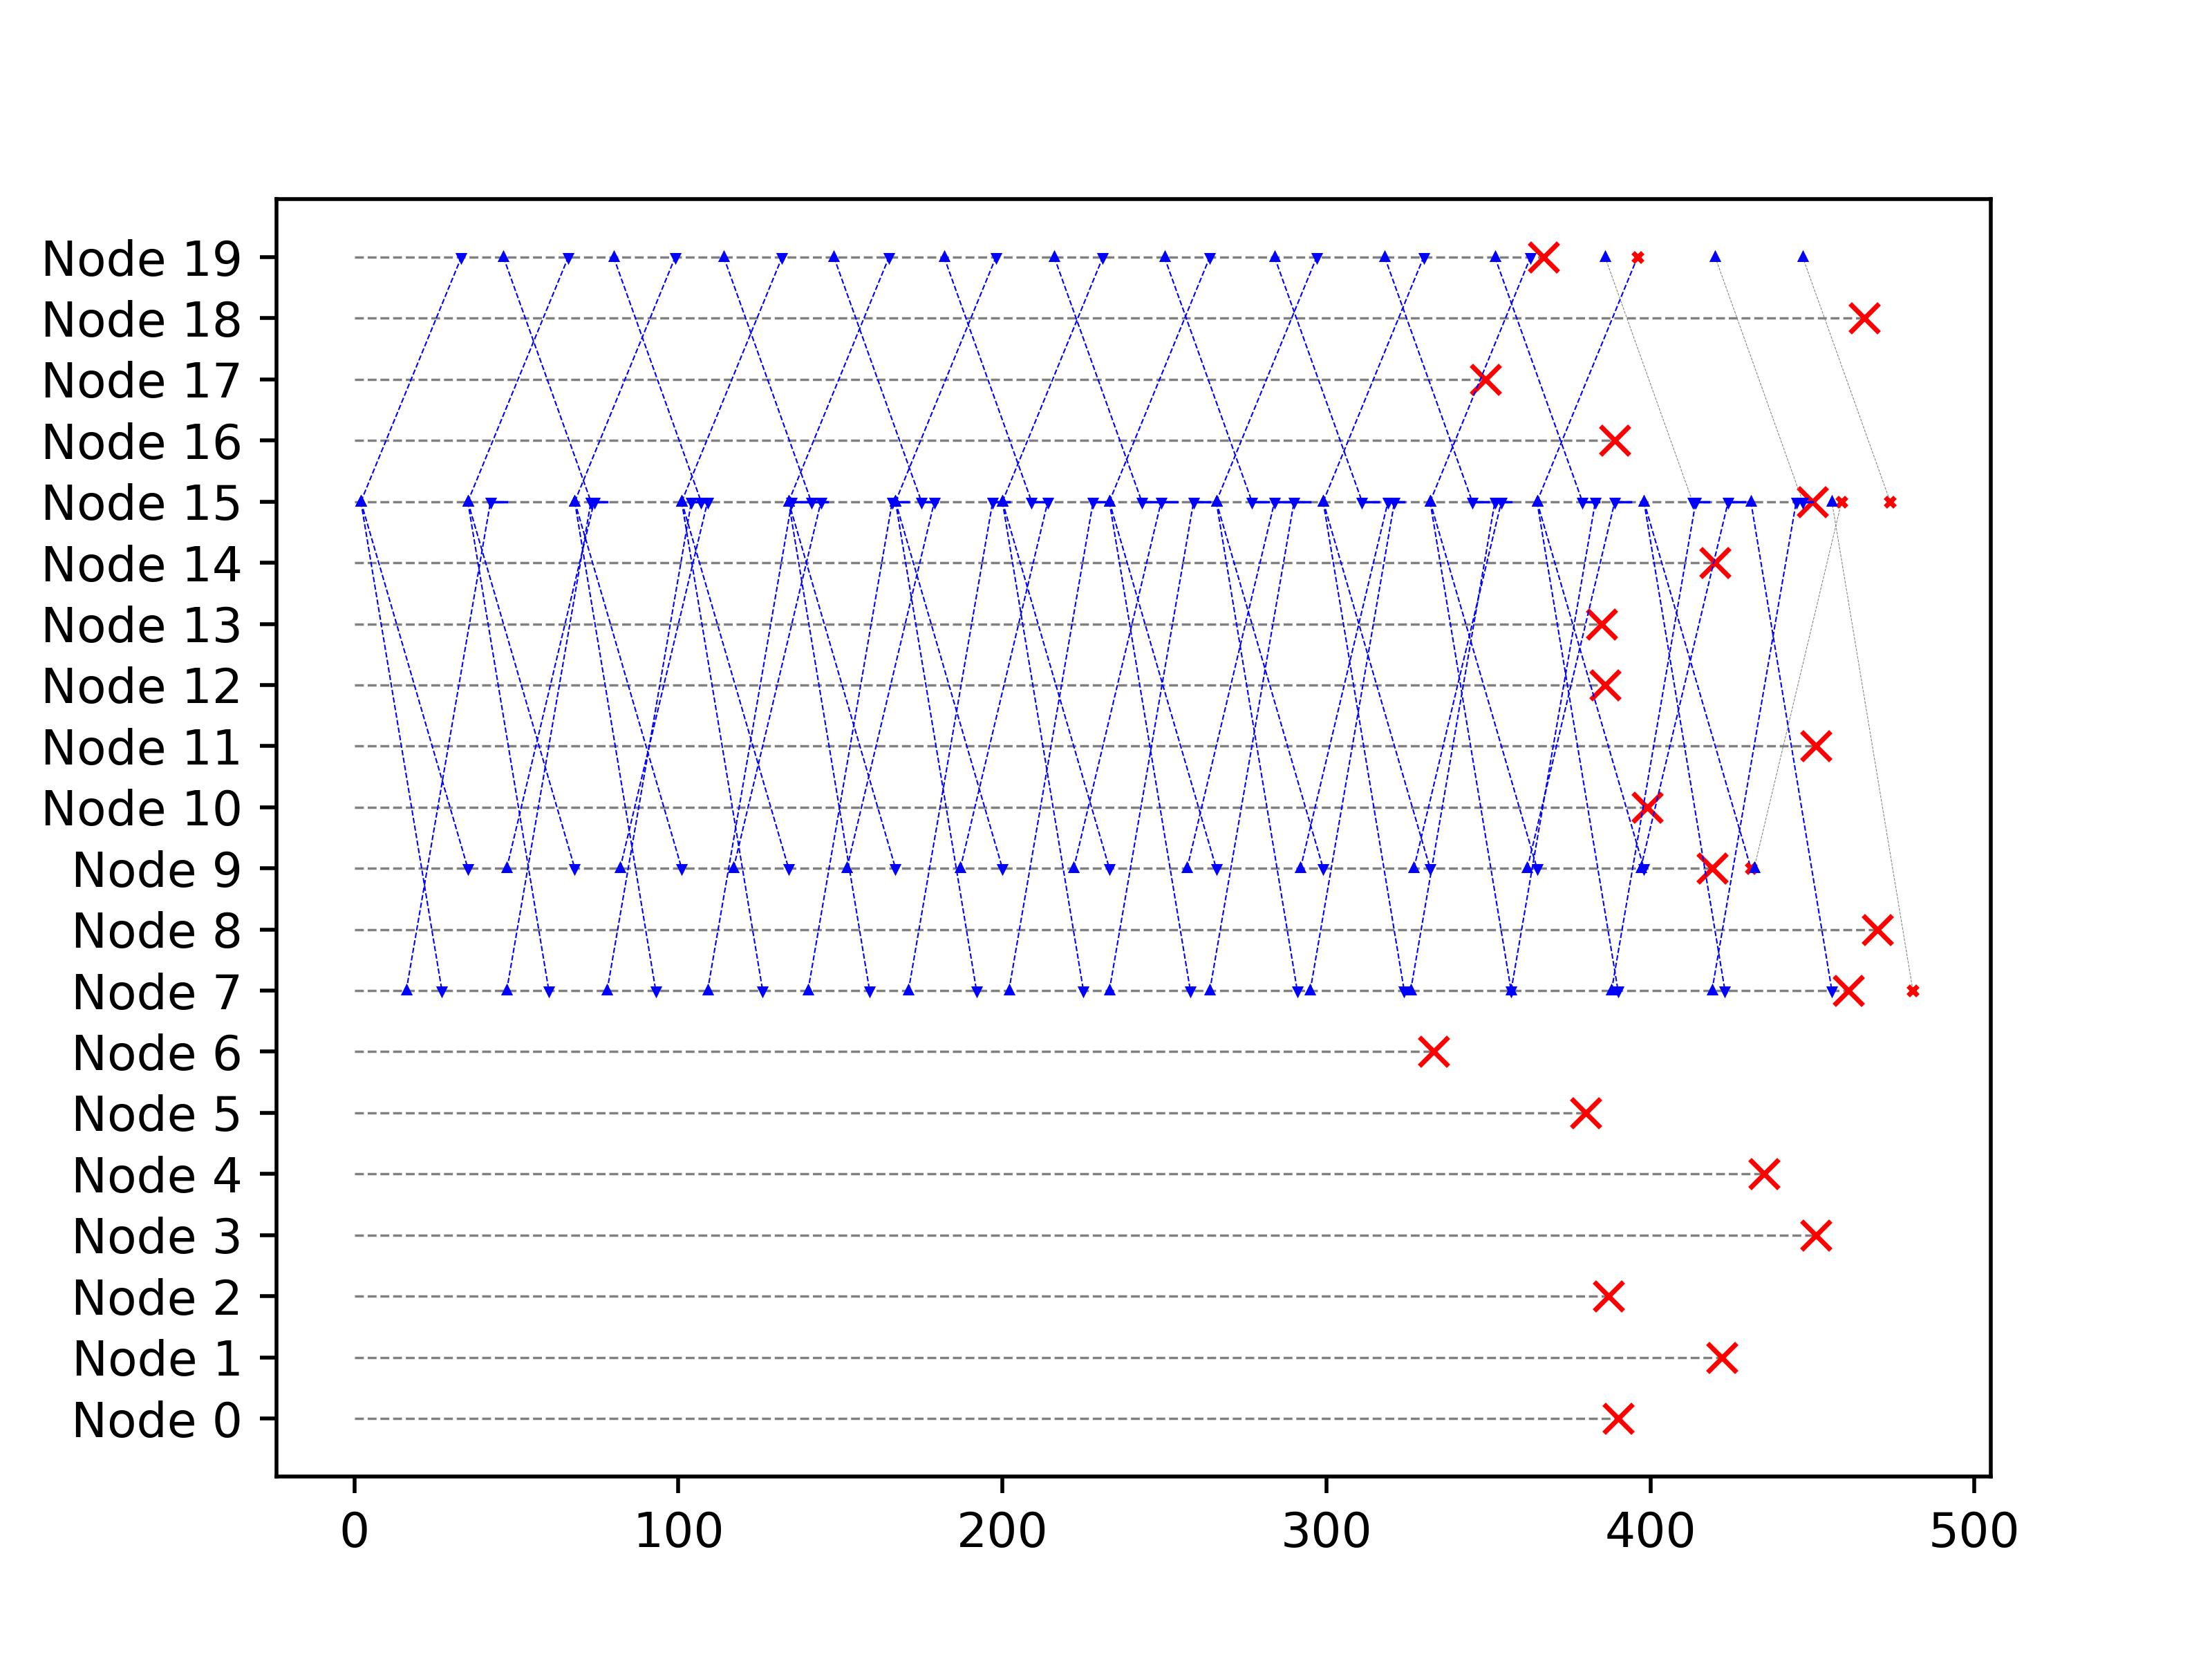 Node 19
Node 18
Node 17
Node 16
Node 15
Node 14
Node 13
Node 12
Node 11
Node 10
Node 9
Node 8
Node 7
Node 6
Node 5
Node 4
Node 3
Node 2
Node 1
Node 0
0 100 200 300 400 500